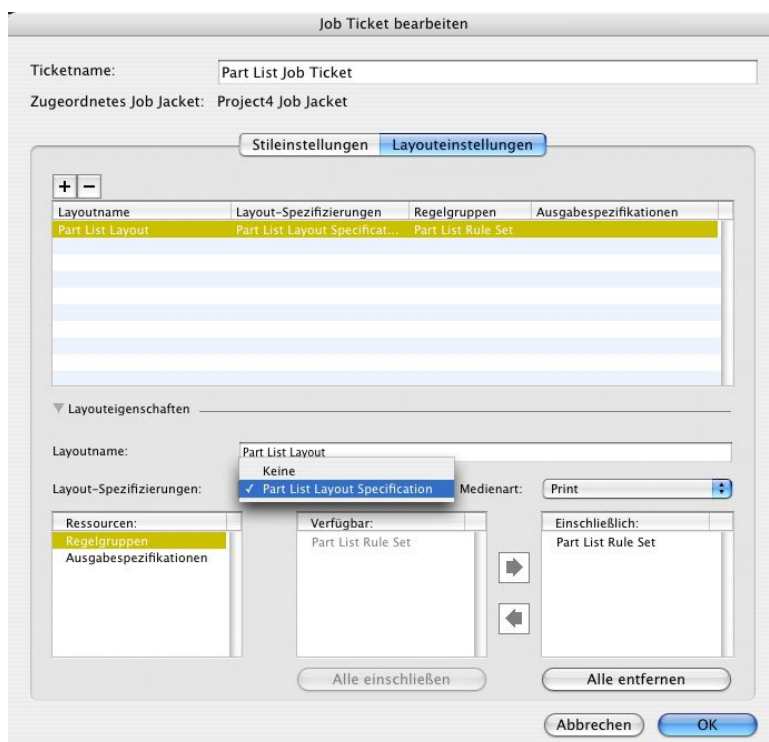 Job Ticket bearbeiten
Ticketname: Part List Job Ticket
Zugeordnetes Job Jacket: Project4 Job Jacket
Stileinstellungen Layouteinstellungen
+ −
Layoutname Layout-Spezifizierungen Regelgruppen Ausgabespezifikationen
Part List Layout Part List Layout Specificat... Part List Rule Set
Layouteigenschaften
Layoutname: Part List Layout
Keine
Layout-Spezifizierungen: ✓ Part List Layout Specification Medienart: Print
Ressourcen: Verfügbar: Einschließlich:
Regelgruppen Part List Rule Set Part List Rule Set
Ausgabespezifikationen
Alle einschließen Alle entfernen
Abbrechen OK